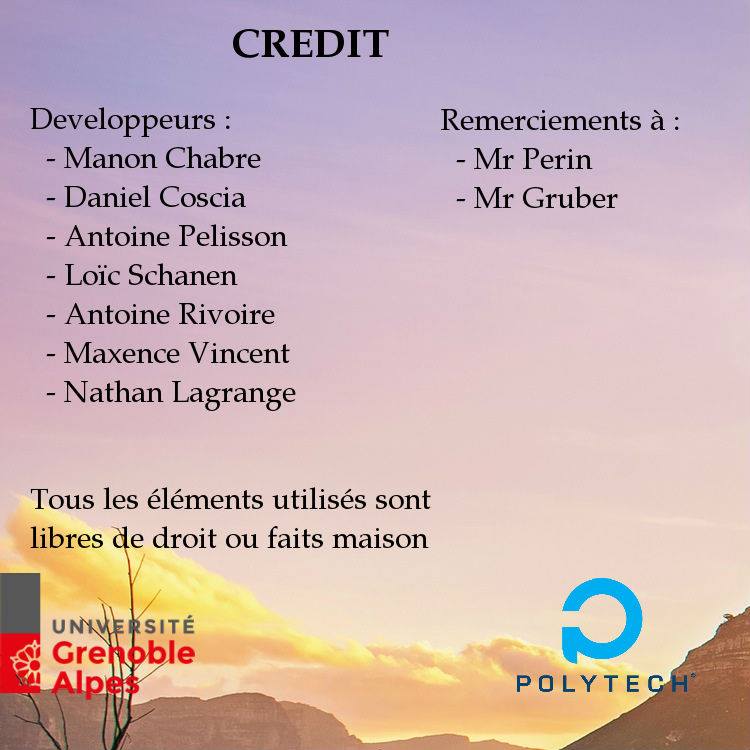 CREDIT
Developpeurs :
- Manon Chabre
- Daniel Coscia
- Antoine Pelisson
- Loïc Schanen
- Antoine Rivoire
- Maxence Vincent
- Nathan Lagrange
Remerciements à :
- Mr Perin
- Mr Gruber
Tous les éléments utilisés sont
libres de droit ou faits maison
UNIVERSITÉ
Grenoble
Alpes
POLYTECH®